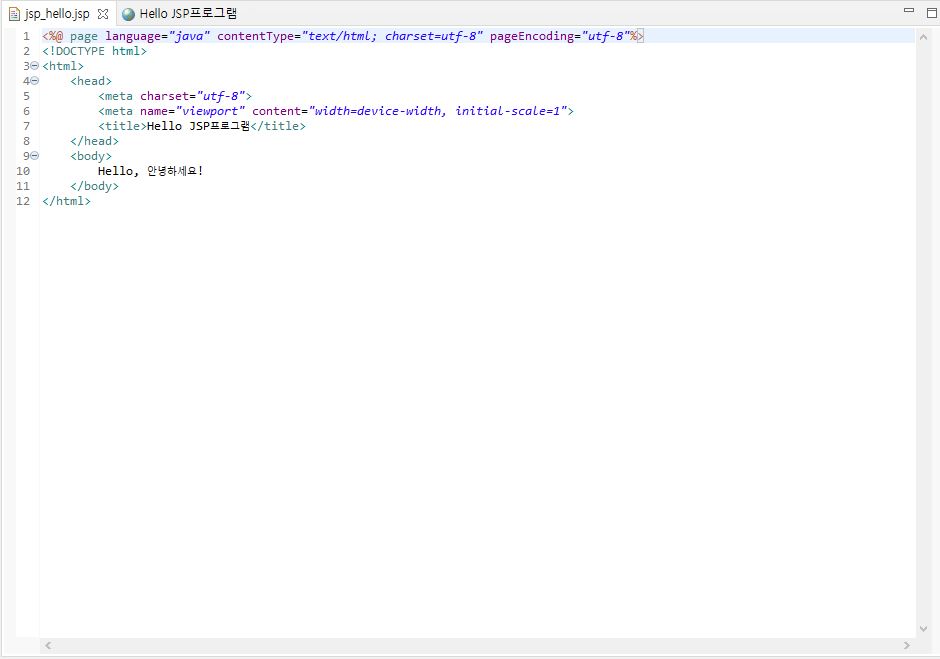 jsp_hello.jsp Hello JSP프로그램
1 <%@ page language="java" contentType="text/html; charset=utf-8" pageEncoding="utf-8"%>
2 <!DOCTYPE html>
3 <html>
4 <head>
5 <meta charset="utf-8">
6 <meta name="viewport" content="width=device-width, initial-scale=1">
7 <title>Hello JSP프로그램</title>
8 </head>
9 <body>
10 Hello, 안녕하세요!
11 </body>
12 </html>